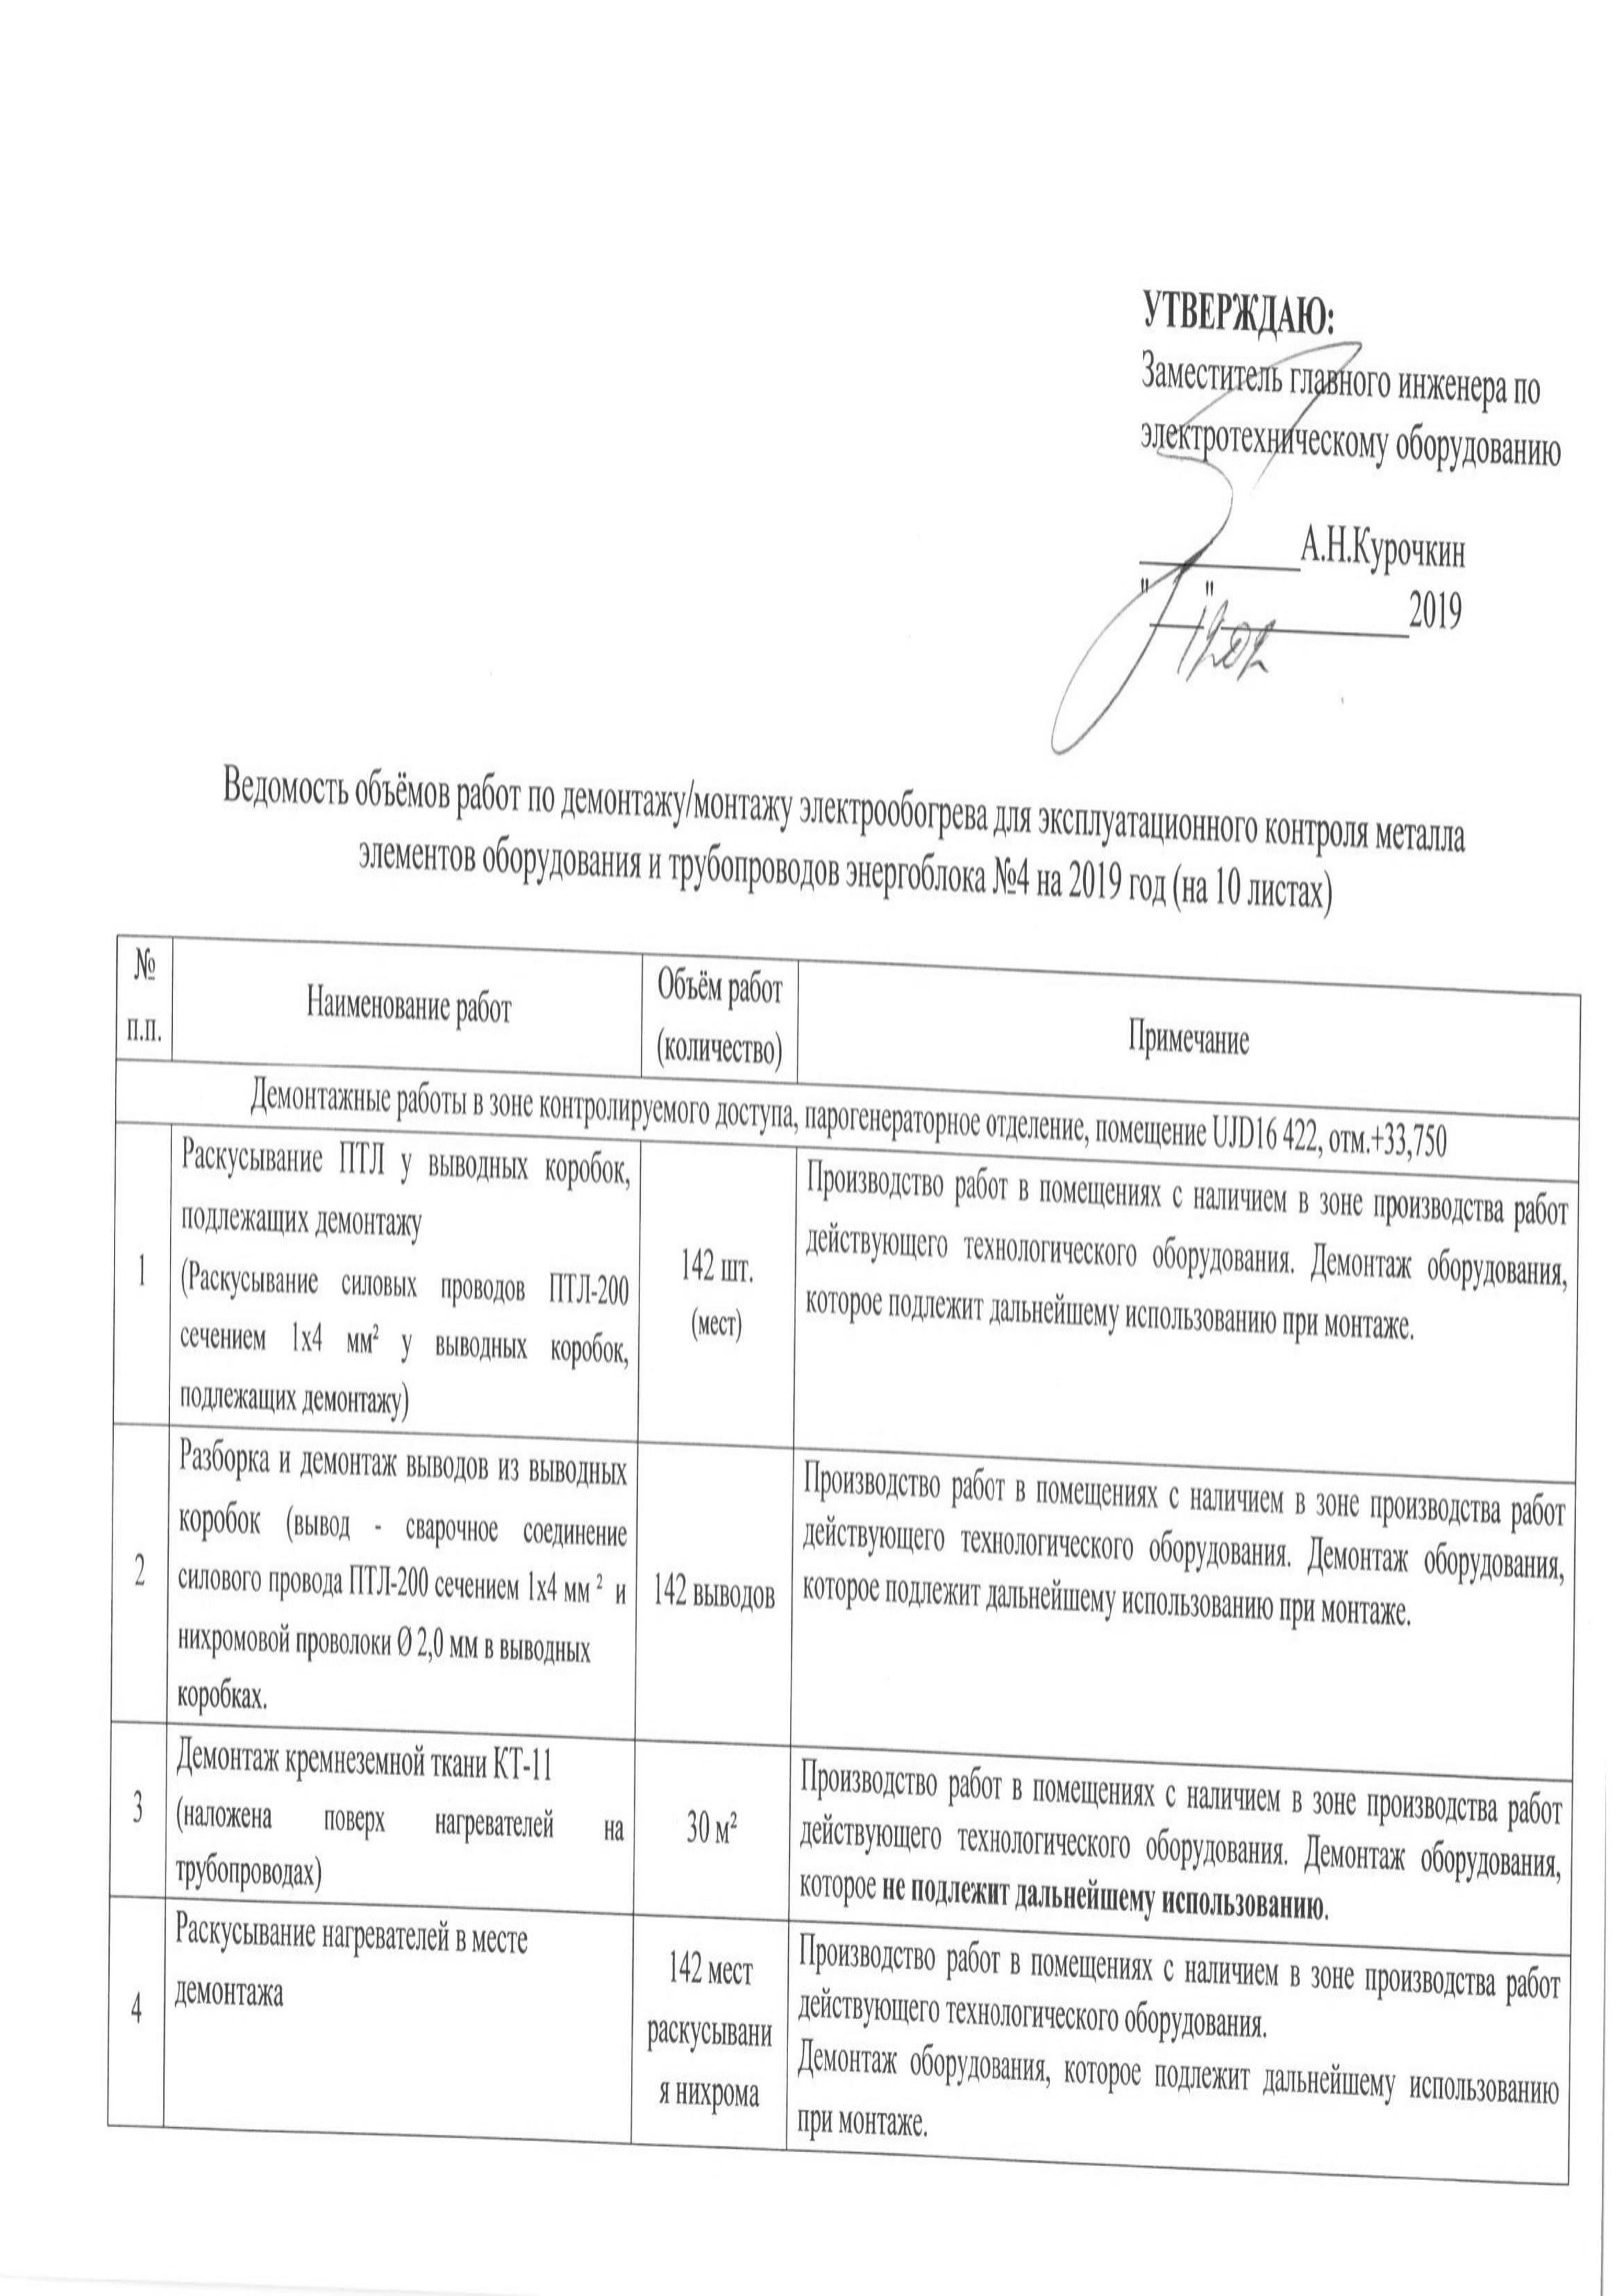 УТВЕРЖДАЮ:
Заместитель главного инженера по
электротехническому оборудованию
____________А.Н.Курочкин
"____"______________2019
Ведомость объёмов работ по демонтажу/монтажу электрообогрева для эксплуатационного контроля металла
элементов оборудования и трубопроводов энергоблока №4 на 2019 год (на 10 листах)
№
п.п.
Наименование работ
Объём работ
(количество)
Примечание
Демонтажные работы в зоне контролируемого доступа, парогенераторное отделение, помещение UJD16 422, отм.+33,750
1
Раскусывание ПТЛ у выводных коробок,
подлежащих демонтажу
(Раскусывание силовых проводов ПТЛ-200
сечением 1х4 мм² у выводных коробок,
подлежащих демонтажу)
142 шт.
(мест)
Производство работ в помещениях с наличием в зоне производства работ
действующего технологического оборудования. Демонтаж оборудования,
которое подлежит дальнейшему использованию при монтаже.
2
Разборка и демонтаж выводов из выводных
коробок (вывод - сварочное соединение
силового провода ПТЛ-200 сечением 1х4 мм ² и
нихромовой проволоки Ø 2,0 мм в выводных
коробках.
142 выводов
Производство работ в помещениях с наличием в зоне производства работ
действующего технологического оборудования. Демонтаж оборудования,
которое подлежит дальнейшему использованию при монтаже.
3
Демонтаж кремнеземной ткани КТ-11
(наложена поверх нагревателей на
трубопроводах)
30 м²
Производство работ в помещениях с наличием в зоне производства работ
действующего технологического оборудования. Демонтаж оборудования,
которое не подлежит дальнейшему использованию.
4
Раскусывание нагревателей в месте
демонтажа
142 мест
раскусывани
я нихрома
Производство работ в помещениях с наличием в зоне производства работ
действующего технологического оборудования.
Демонтаж оборудования, которое подлежит дальнейшему использованию
при монтаже.